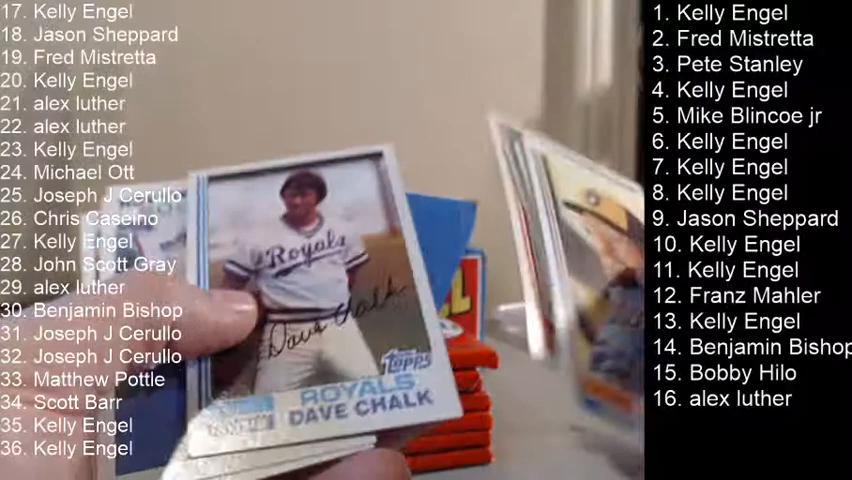 17. Kelly Engel
18. Jason Sheppard
19. Fred Mistretta
20. Kelly Engel
21. alex luther
22. alex luther
23. Kelly Engel
24. Michael Ott
25. Joseph J Cerullo
26. Chris Caseino
27. Kelly Engel
28. John Scott Gray
29. alex luther
30. Benjamin Bishop
31. Joseph J Cerullo
32. Joseph J Cerullo
33. Matthew Pottle
34. Scott Barr
35. Kelly Engel
36. Kelly Engel
Royals
Dave Chalk
Topps
ROYALS
DAVE CHALK
1. Kelly Engel
2. Fred Mistretta
3. Pete Stanley
4. Kelly Engel
5. Mike Blincoe jr
6. Kelly Engel
7. Kelly Engel
8. Kelly Engel
9. Jason Sheppard
10. Kelly Engel
11. Kelly Engel
12. Franz Mahler
13. Kelly Engel
14. Benjamin Bishop
15. Bobby Hilo
16. alex luther